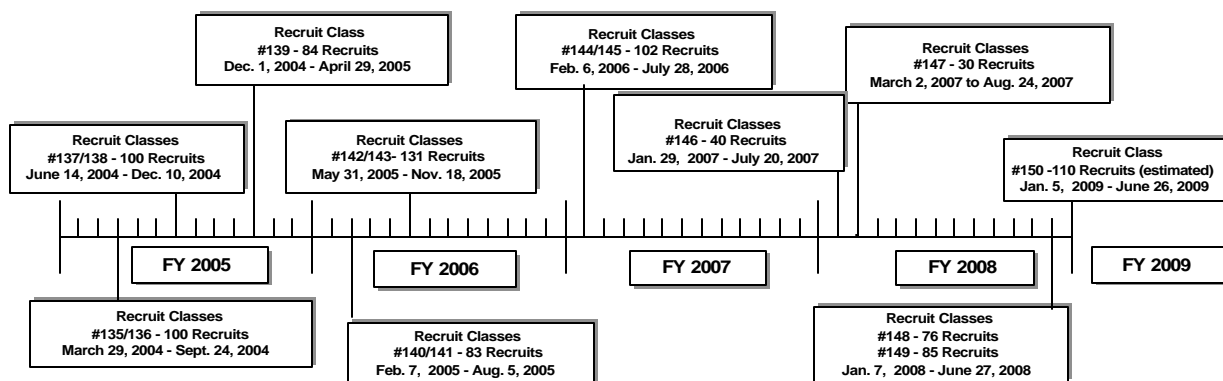 Recruit Class
#139 - 84 Recruits
Dec. 1, 2004 - April 29, 2005
Recruit Classes
#144/145 - 102 Recruits
Feb. 6, 2006 - July 28, 2006
Recruit Classes
#147 - 30 Recruits
March 2, 2007 to Aug. 24, 2007
Recruit Classes
#137/138 - 100 Recruits
June 14, 2004 - Dec. 10, 2004
Recruit Classes
#142/143- 131 Recruits
May 31, 2005 - Nov. 18, 2005
Recruit Classes
#146 - 40 Recruits
Jan. 29, 2007 - July 20, 2007
Recruit Class
#150 -110 Recruits (estimated)
Jan. 5, 2009 - June 26, 2009
FY 2005
FY 2006
FY 2007
FY 2008
FY 2009
Recruit Classes
#135/136 - 100 Recruits
March 29, 2004 - Sept. 24, 2004
Recruit Classes
#140/141 - 83 Recruits
Feb. 7, 2005 - Aug. 5, 2005
Recruit Classes
#148 - 76 Recruits
#149 - 85 Recruits
Jan. 7, 2008 - June 27, 2008